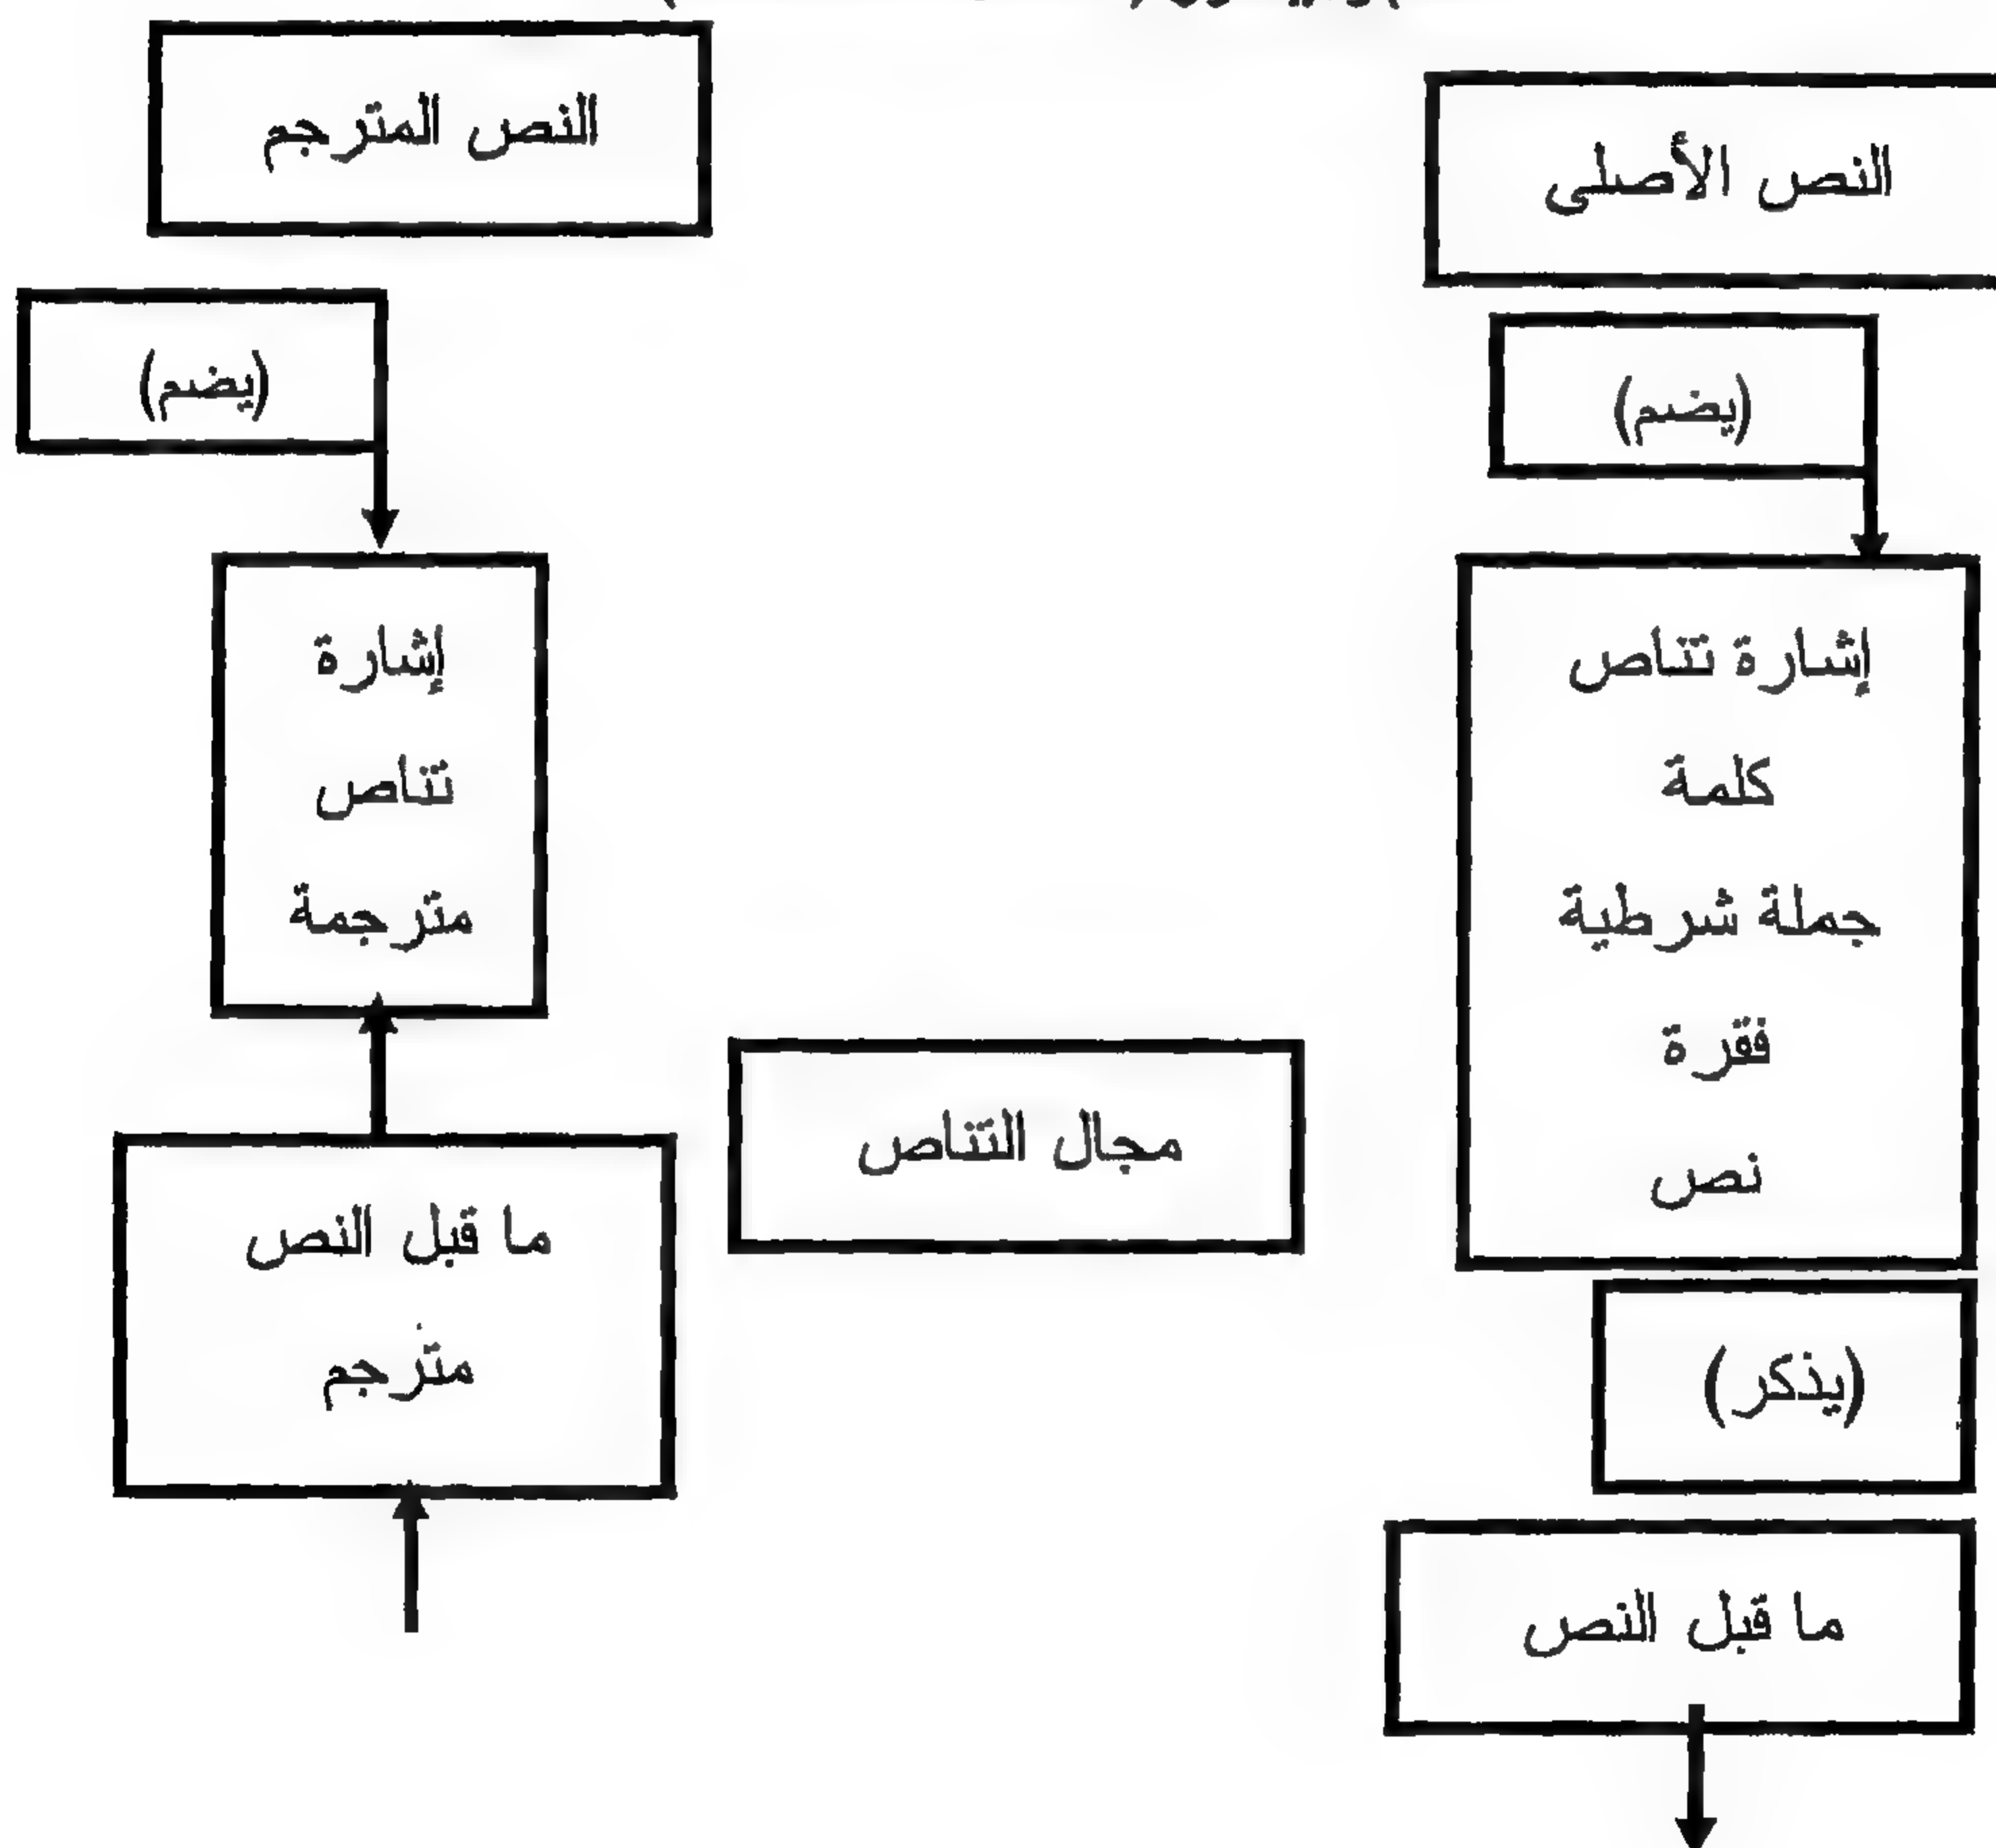 النص الأصلى
(يضم)
إشارة تناص
كلمة
جملة شرطية
فقرة
نص
(يذكر)
ما قبل النص
مجال التناص
النص المترجم
(يضم)
إشارة
تناص
مترجمة
ما قبل النص
مترجم